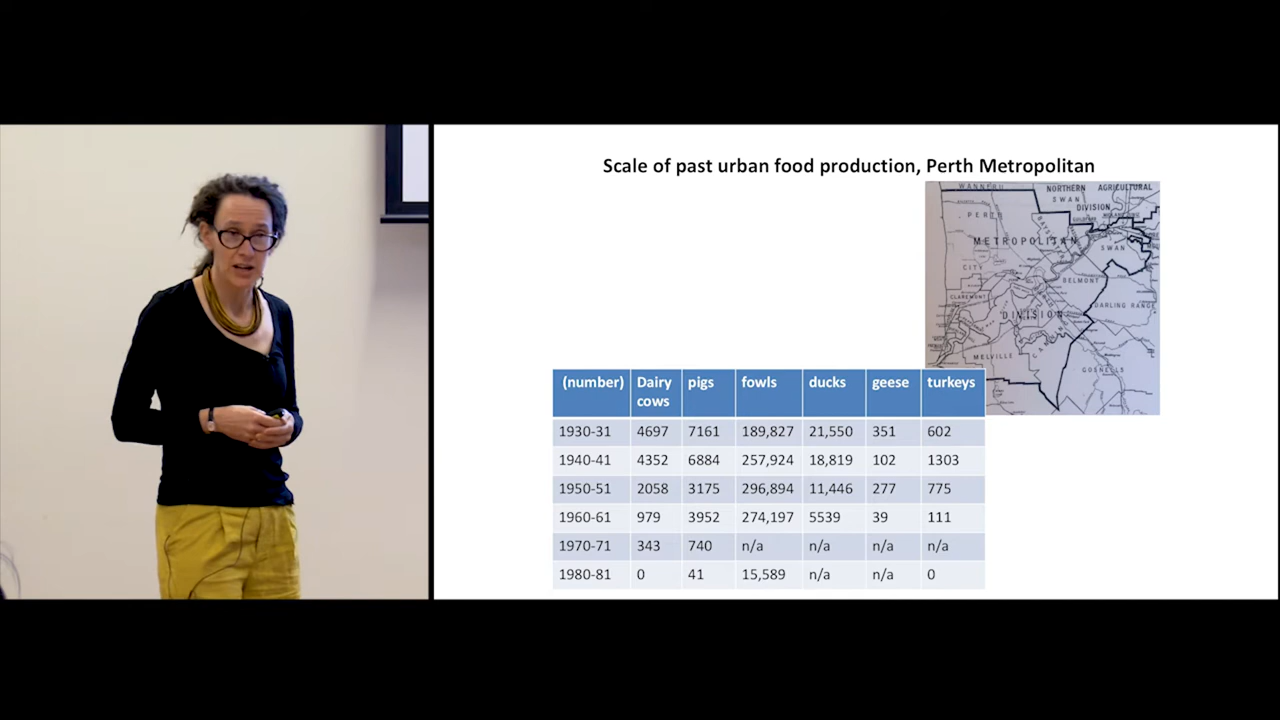 Scale of past urban food production, Perth Metropolitan
WANNEROO
NORTHERN AGRICULTURAL
SWAN
DIVISION
PERTH
METROPOLITAN
SWAN
CITY
BELMONT
CLAREMONT
DARLING RANGE
DIVISION
MELVILLE
GOSNELLS
(number) Dairy cows pigs fowls ducks geese turkeys
1930-31 4697 7161 189,827 21,550 351 602
1940-41 4352 6884 257,924 18,819 102 1303
1950-51 2058 3175 296,894 11,446 277 775
1960-61 979 3952 274,197 5539 39 111
1970-71 343 740 n/a n/a n/a n/a
1980-81 0 41 15,589 n/a n/a 0